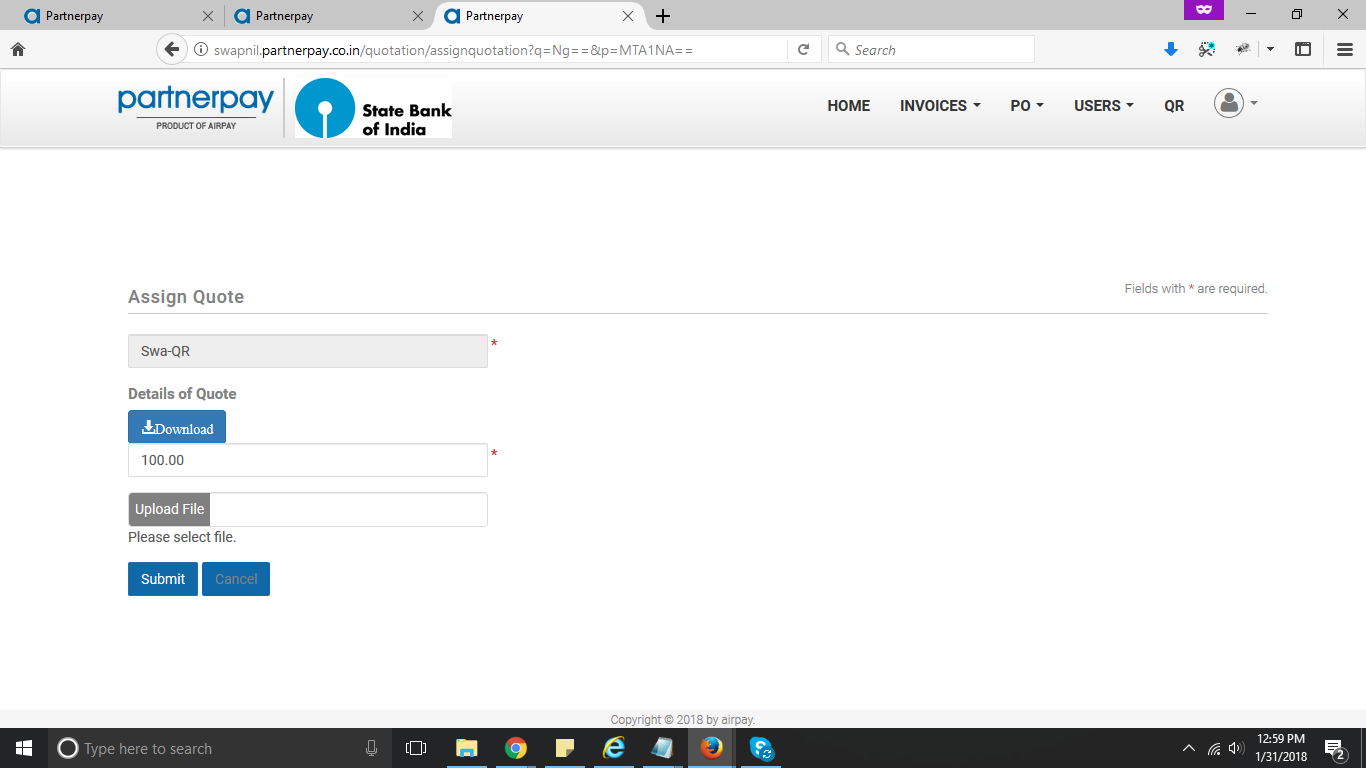 Partnerpay
Partnerpay
Partnerpay
swapnil.partnerpay.co.in/quotation/assignquotation?q=Ng==&p=MTA1NA==
Search
partnerpay
PRODUCT OF AIRPAY
State Bank
of India
HOME
INVOICES
PO
USERS
QR
Assign Quote
Fields with * are required.
Swa-QR
*
Details of Quote
Download
100.00
*
Upload File
Please select file.
Submit
Cancel
Copyright © 2018 by airpay.
Type here to search
12:59 PM
1/31/2018
2